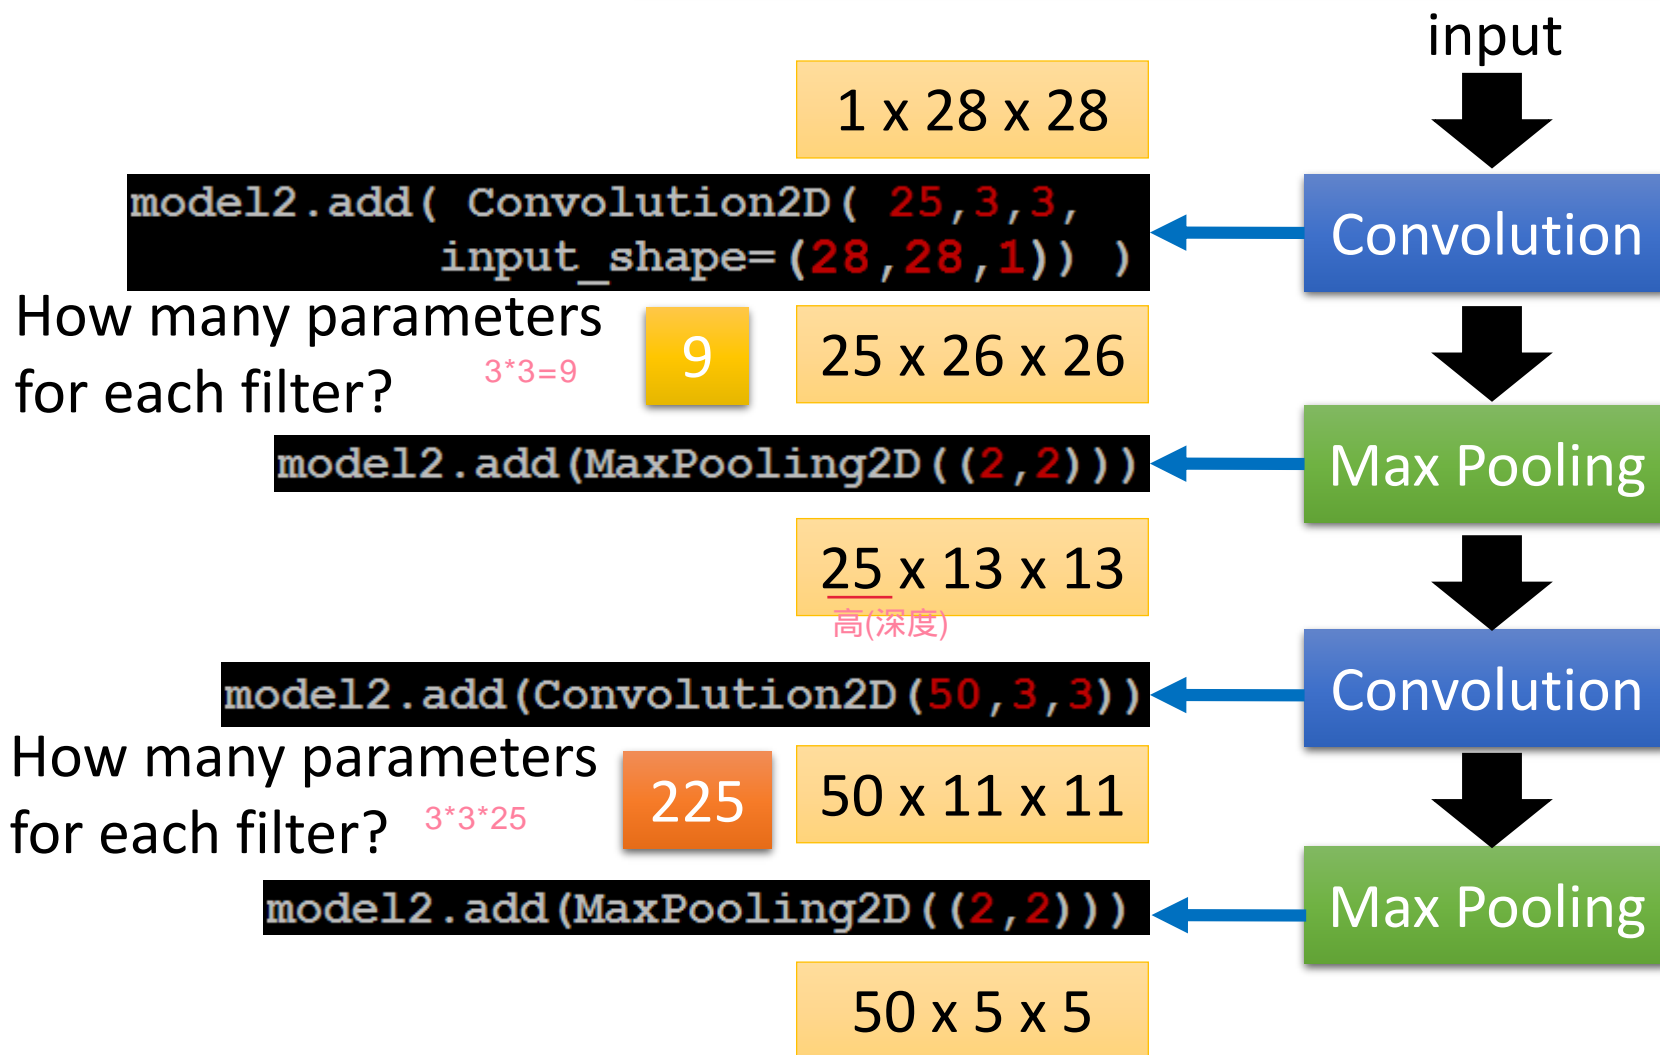 input
1 x 28 x 28
model2.add( Convolution2D( 25,3,3,
input_shape=(28,28,1)) )
Convolution
How many parameters
for each filter?
3*3=9
9
25 x 26 x 26
model2.add(MaxPooling2D((2,2)))
Max Pooling
25 x 13 x 13
高(深度)
model2.add(Convolution2D(50,3,3))
Convolution
How many parameters
for each filter?
3*3*25
225
50 x 11 x 11
model2.add(MaxPooling2D((2,2)))
Max Pooling
50 x 5 x 5